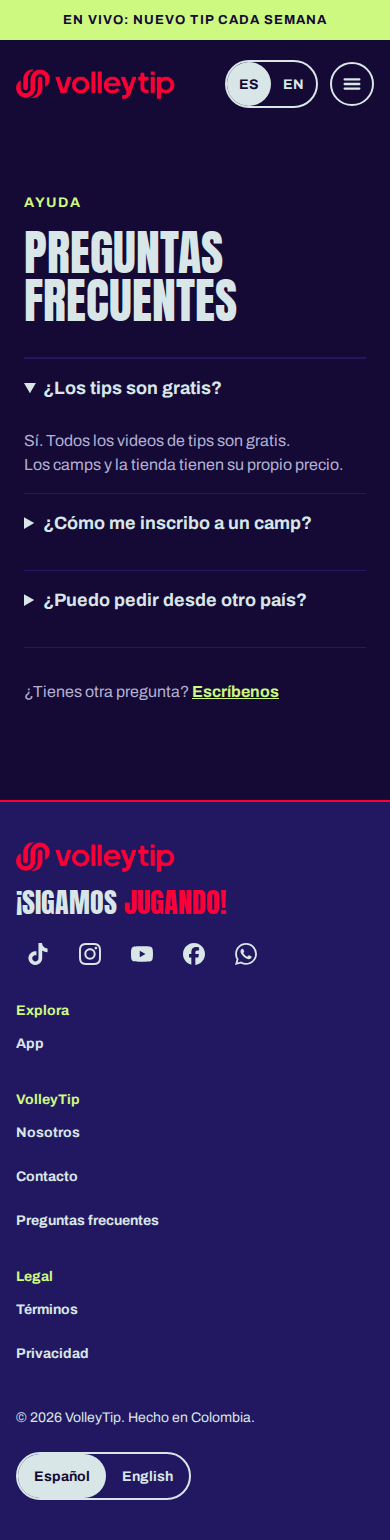 EN VIVO: NUEVO TIP CADA SEMANA
volleytip
ES EN
AYUDA
PREGUNTAS
FRECUENTES
¿Los tips son gratis?
Sí. Todos los videos de tips son gratis.
Los camps y la tienda tienen su propio precio.
¿Cómo me inscribo a un camp?
¿Puedo pedir desde otro país?
¿Tienes otra pregunta? Escríbenos
volleytip
¡SIGAMOS JUGANDO!
Explora
App
VolleyTip
Nosotros
Contacto
Preguntas frecuentes
Legal
Términos
Privacidad
© 2026 VolleyTip. Hecho en Colombia.
Español English